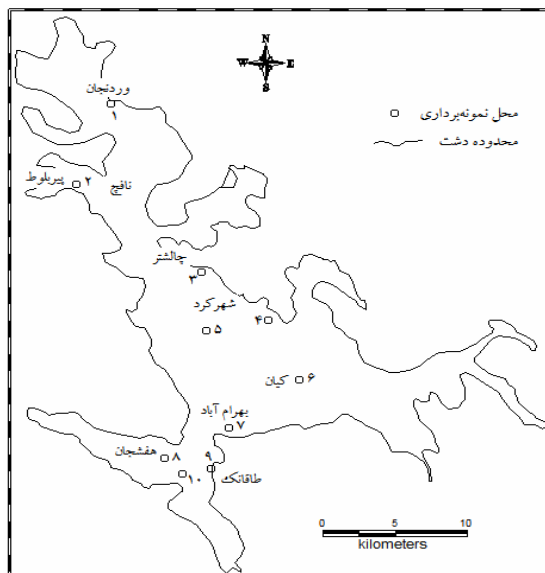 N
W E
S
وردنجان
۱
محل نمونه‌برداری
محدوده دشت
پیربلوط ۲ نافچ
چالشتر
۳
شهرکرد
۴
۵
کیان ۶
بهرام آباد
۷
هفشجان ۸ ۹
۱۰ طاقانک
0 5 10
kilometers